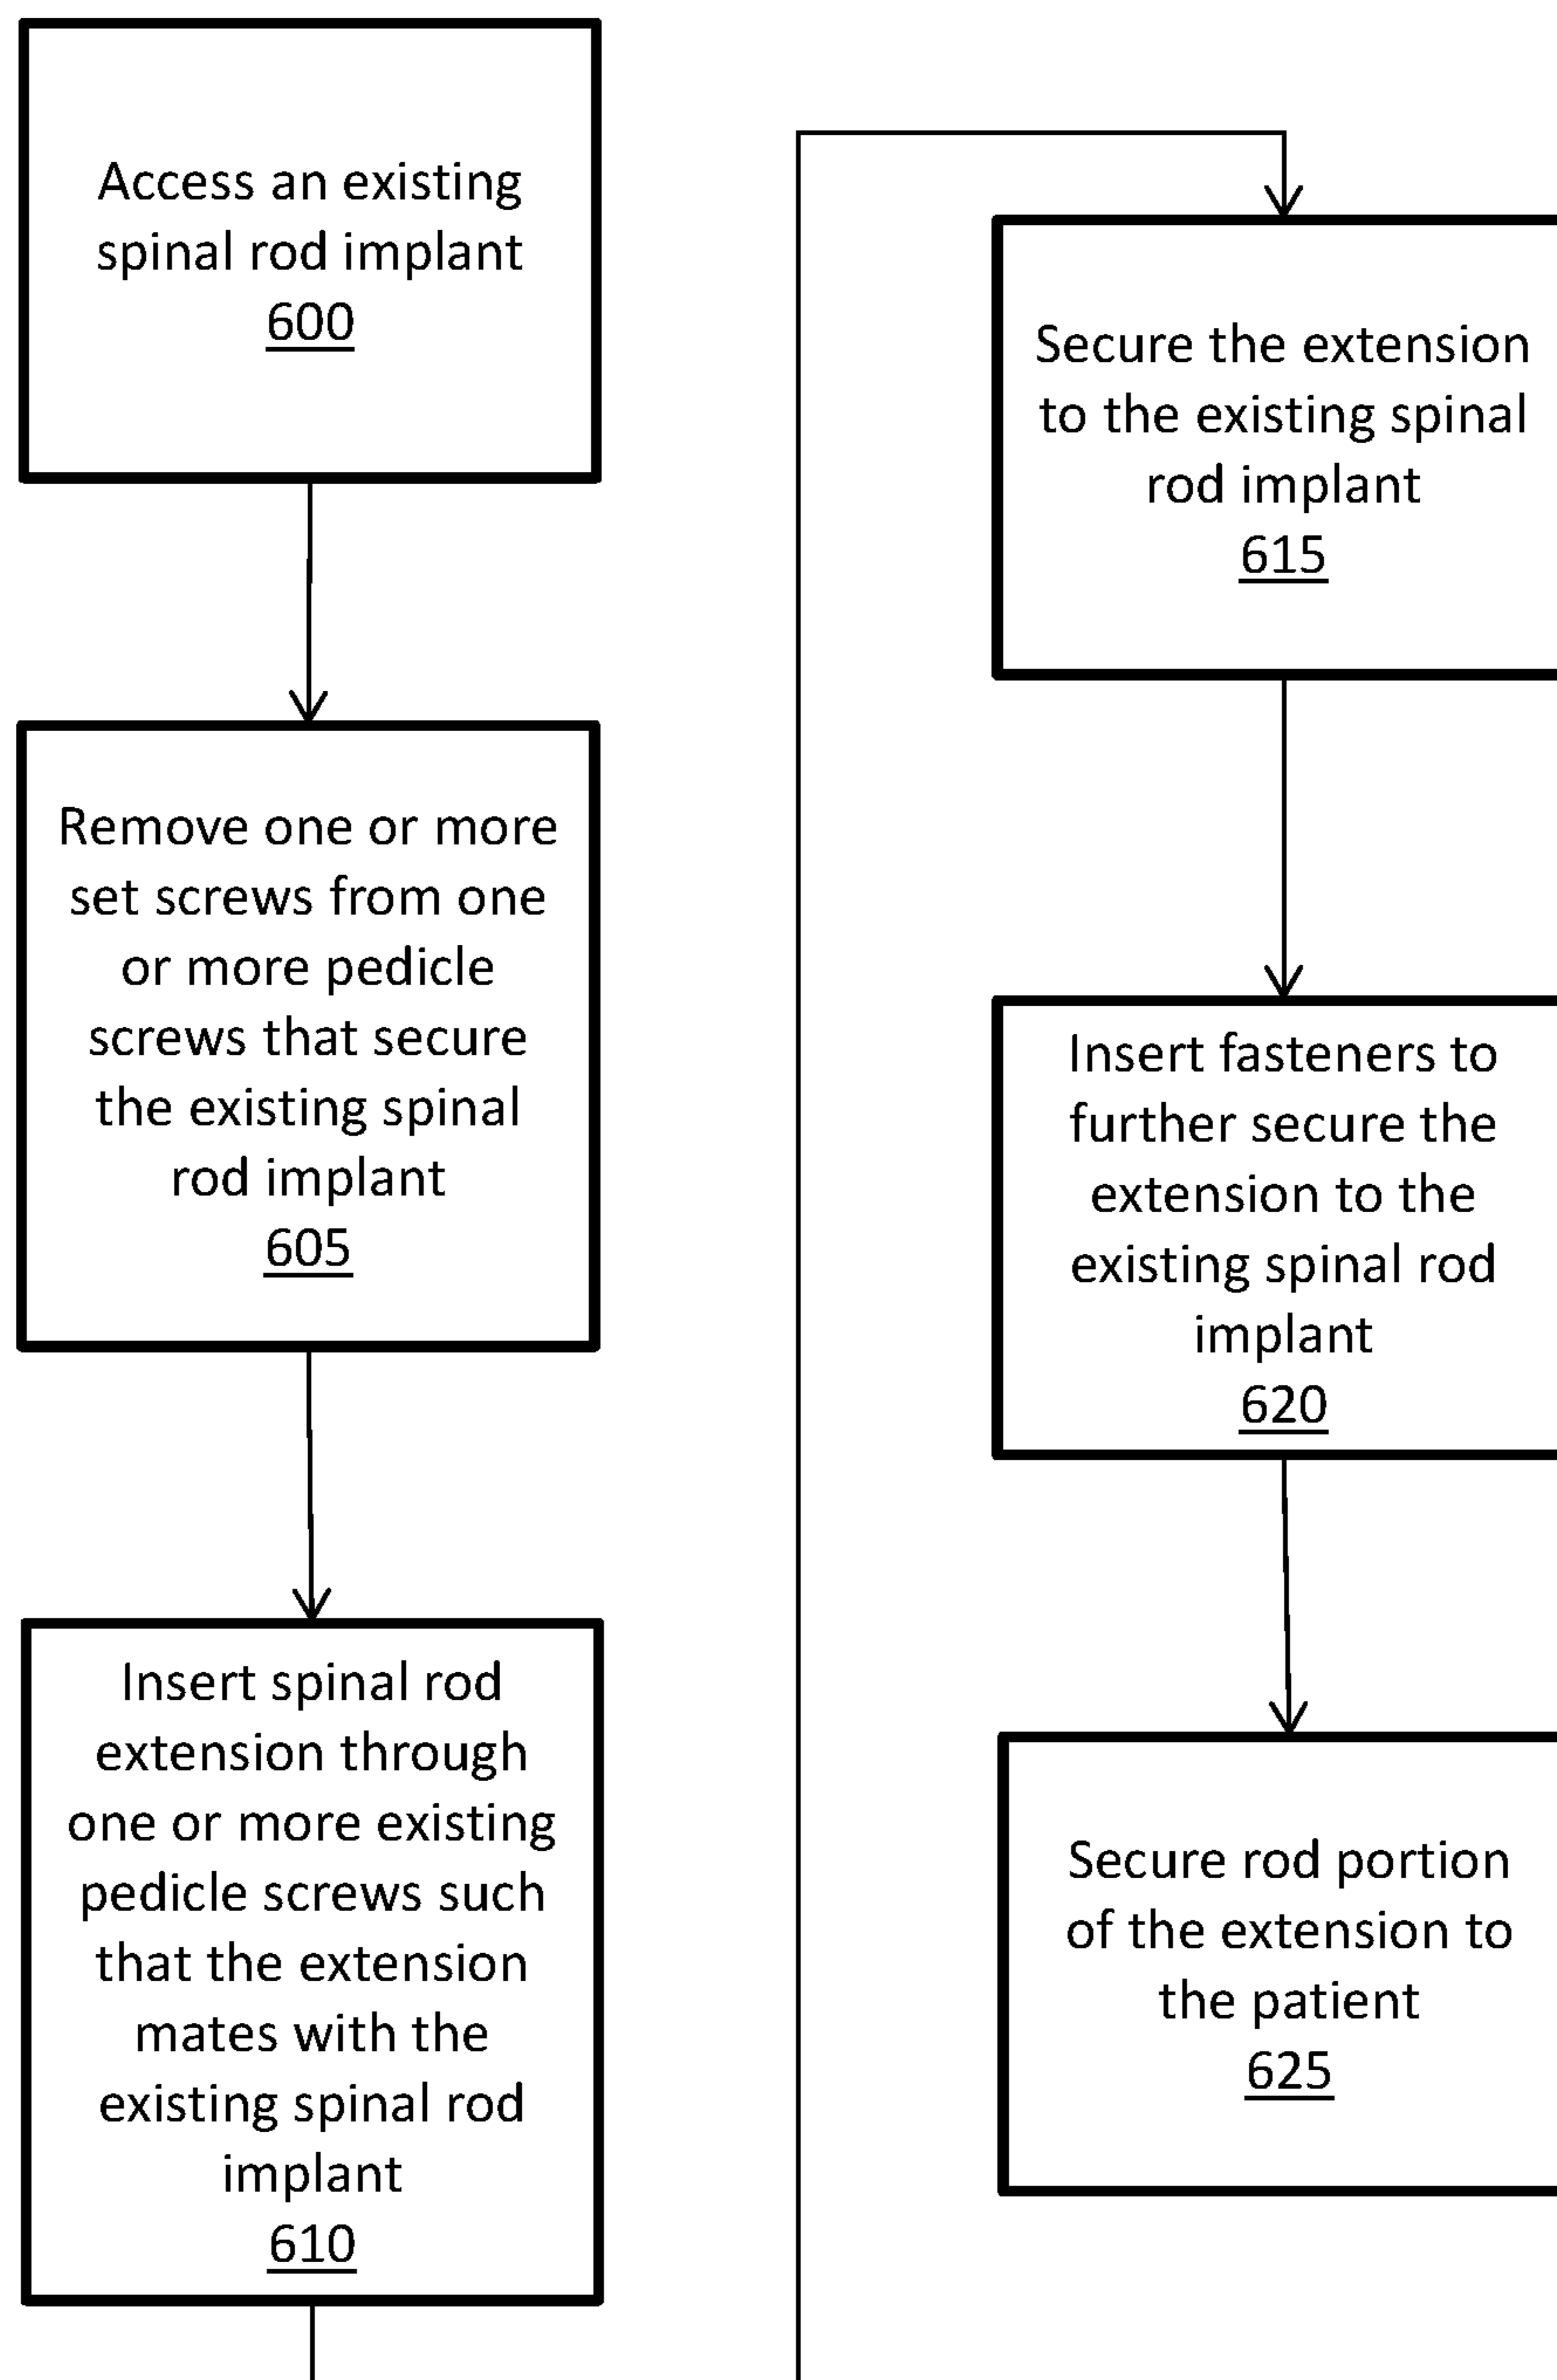 Access an existing
spinal rod implant
600
Remove one or more
set screws from one
or more pedicle
screws that secure
the existing spinal
rod implant
605
Insert spinal rod
extension through
one or more existing
pedicle screws such
that the extension
mates with the
existing spinal rod
implant
610
Secure the extension
to the existing spinal
rod implant
615
Insert fasteners to
further secure the
extension to the
existing spinal rod
implant
620
Secure rod portion
of the extension to
the patient
625